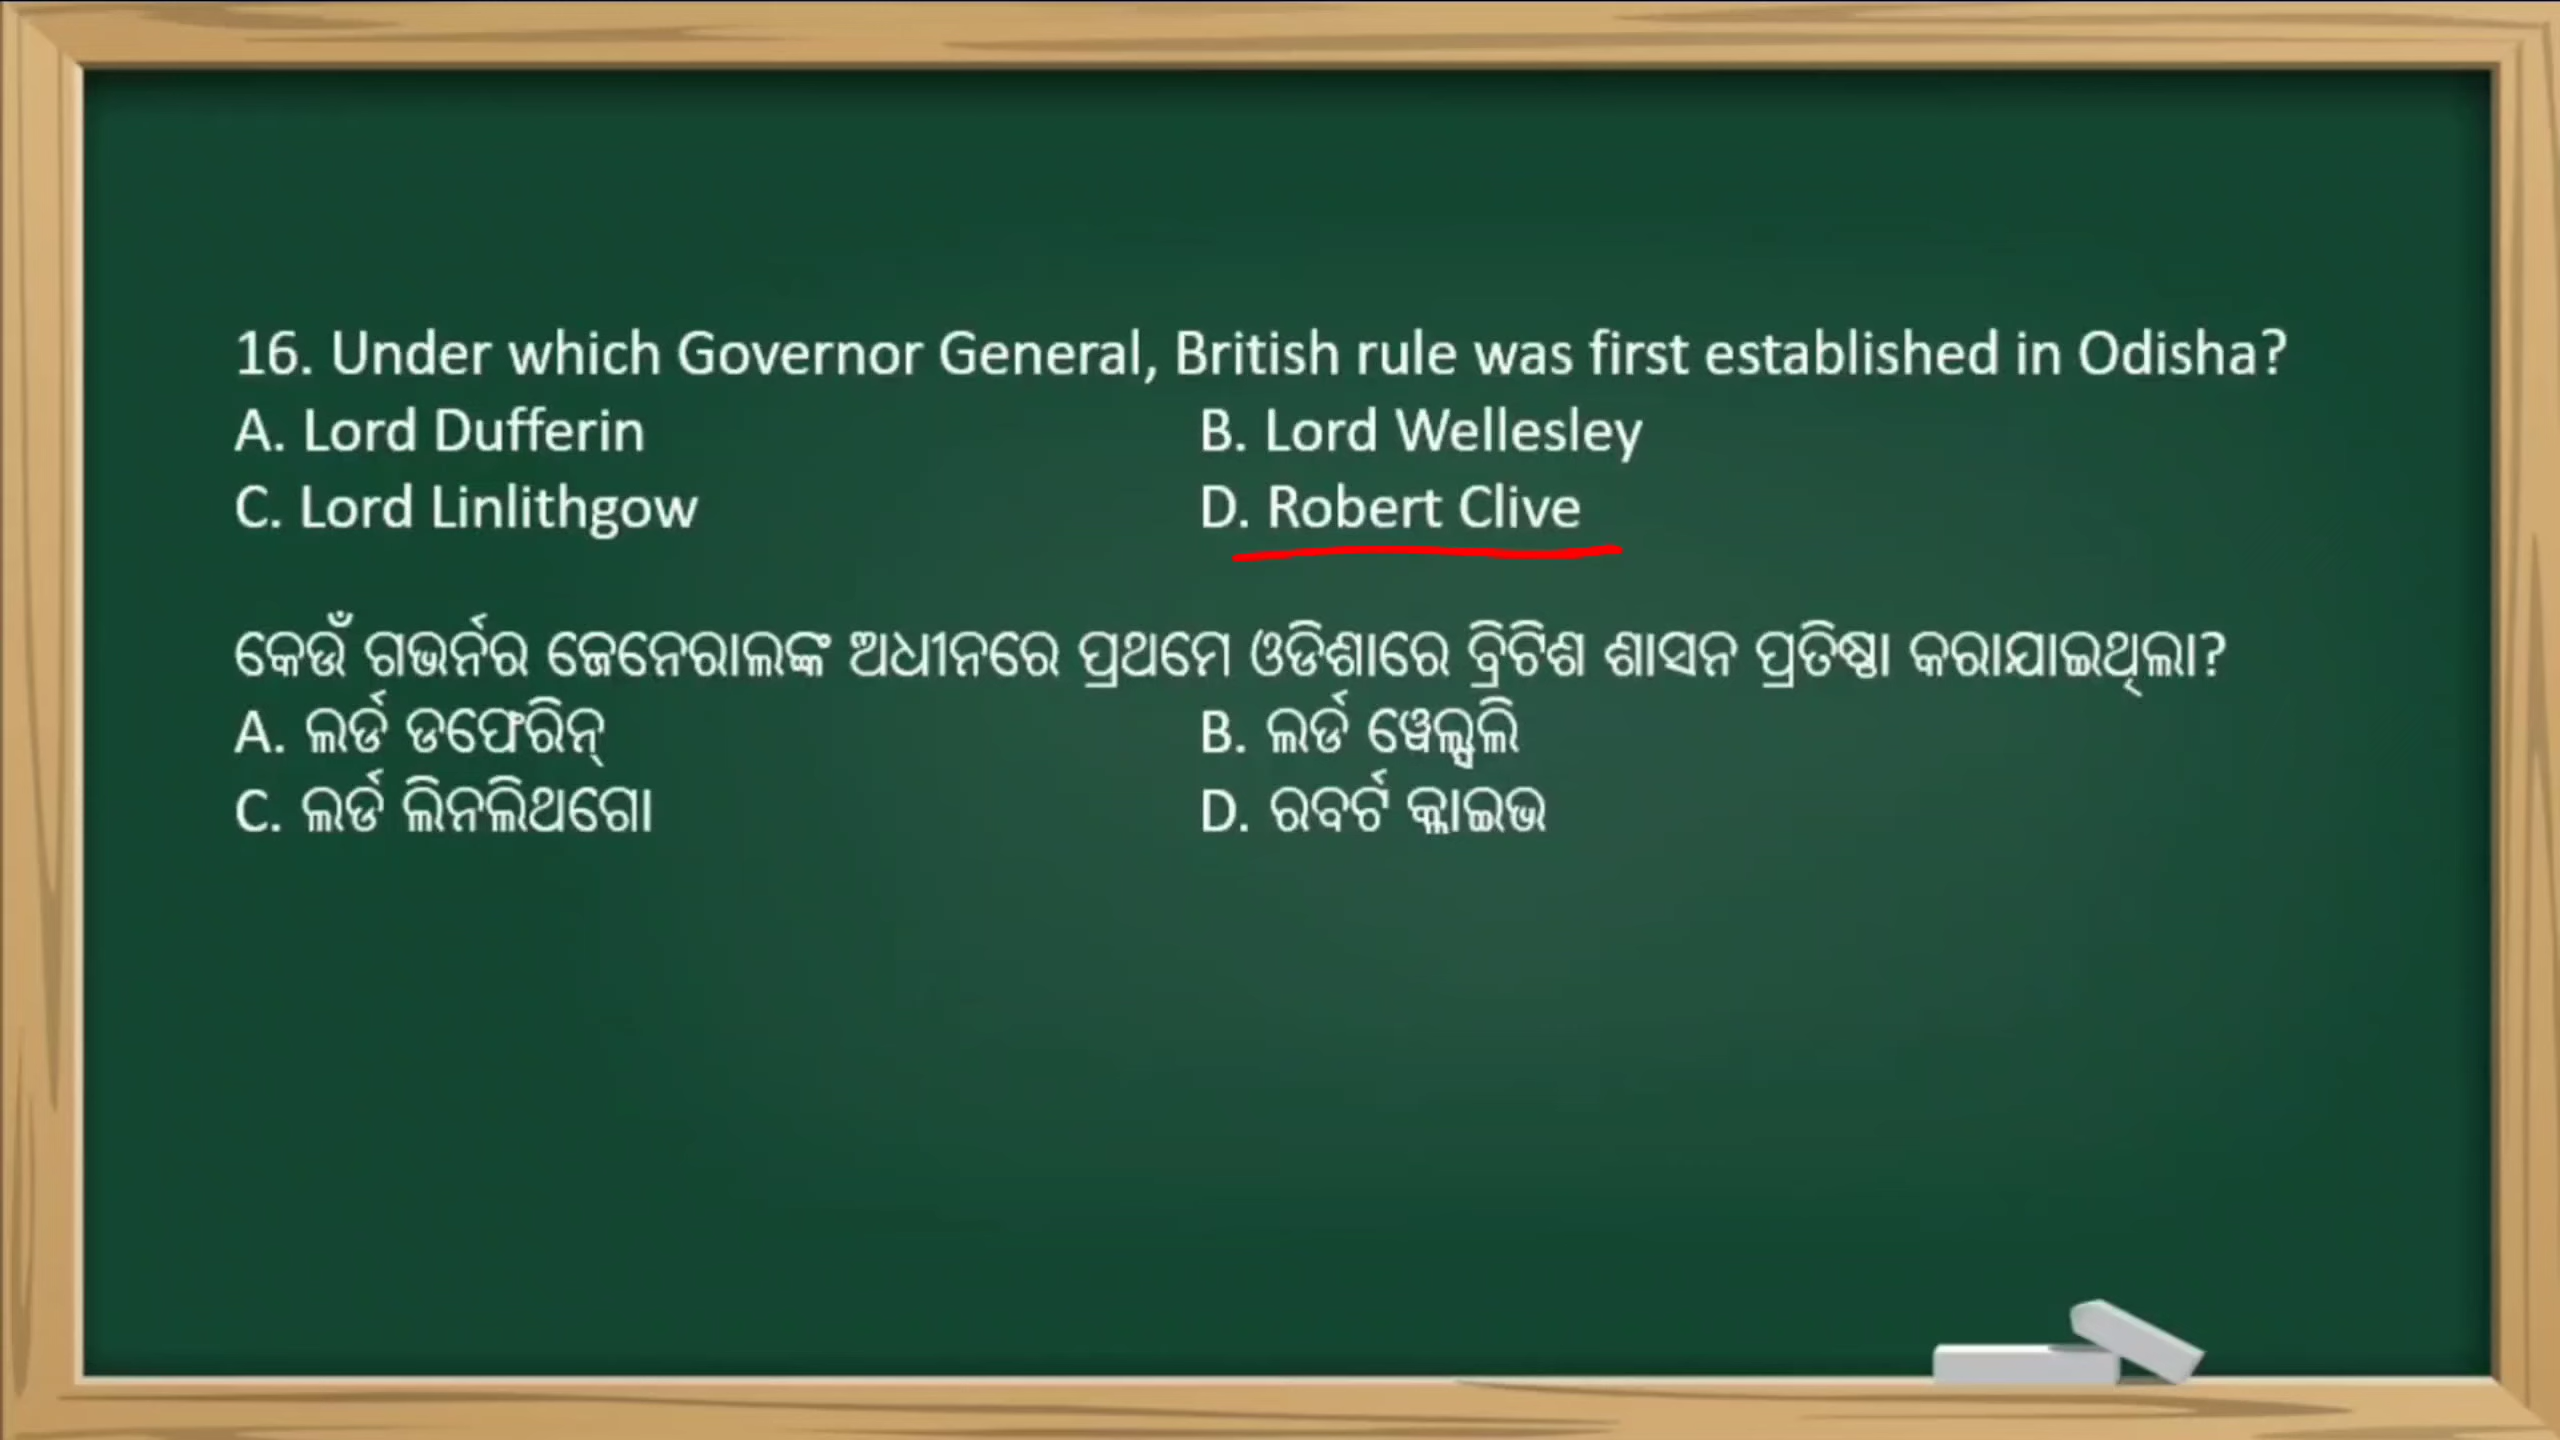 16. Under which Governor General, British rule was first established in Odisha?
A. Lord Dufferin B. Lord Wellesley
C. Lord Linlithgow D. Robert Clive
କେଉଁ ଗଭର୍ନର ଜେନେରାଲଙ୍କ ଅଧୀନରେ ପ୍ରଥମେ ଓଡିଶାରେ ବ୍ରିଟିଶ ଶାସନ ପ୍ରତିଷ୍ଠା କରାଯାଇଥିଲା?
A. ଲର୍ଡ ଡଫେରିନ୍ B. ଲର୍ଡ ୱେଲ୍ସଲି
C. ଲର୍ଡ ଲିନଲିଥଗୋ D. ରବର୍ଟ କ୍ଲାଇଭ